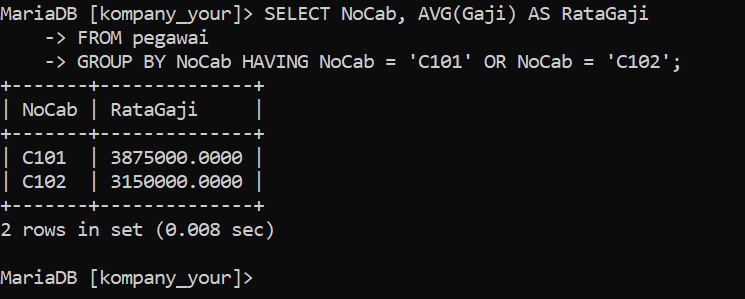 MariaDB [kompany_your]> SELECT NoCab, AVG(Gaji) AS RataGaji
    -> FROM pegawai
    -> GROUP BY NoCab HAVING NoCab = 'C101' OR NoCab = 'C102';
+-------+--------------+
| NoCab | RataGaji     |
+-------+--------------+
| C101  | 3875000.0000 |
| C102  | 3150000.0000 |
+-------+--------------+
2 rows in set (0.008 sec)
MariaDB [kompany_your]>